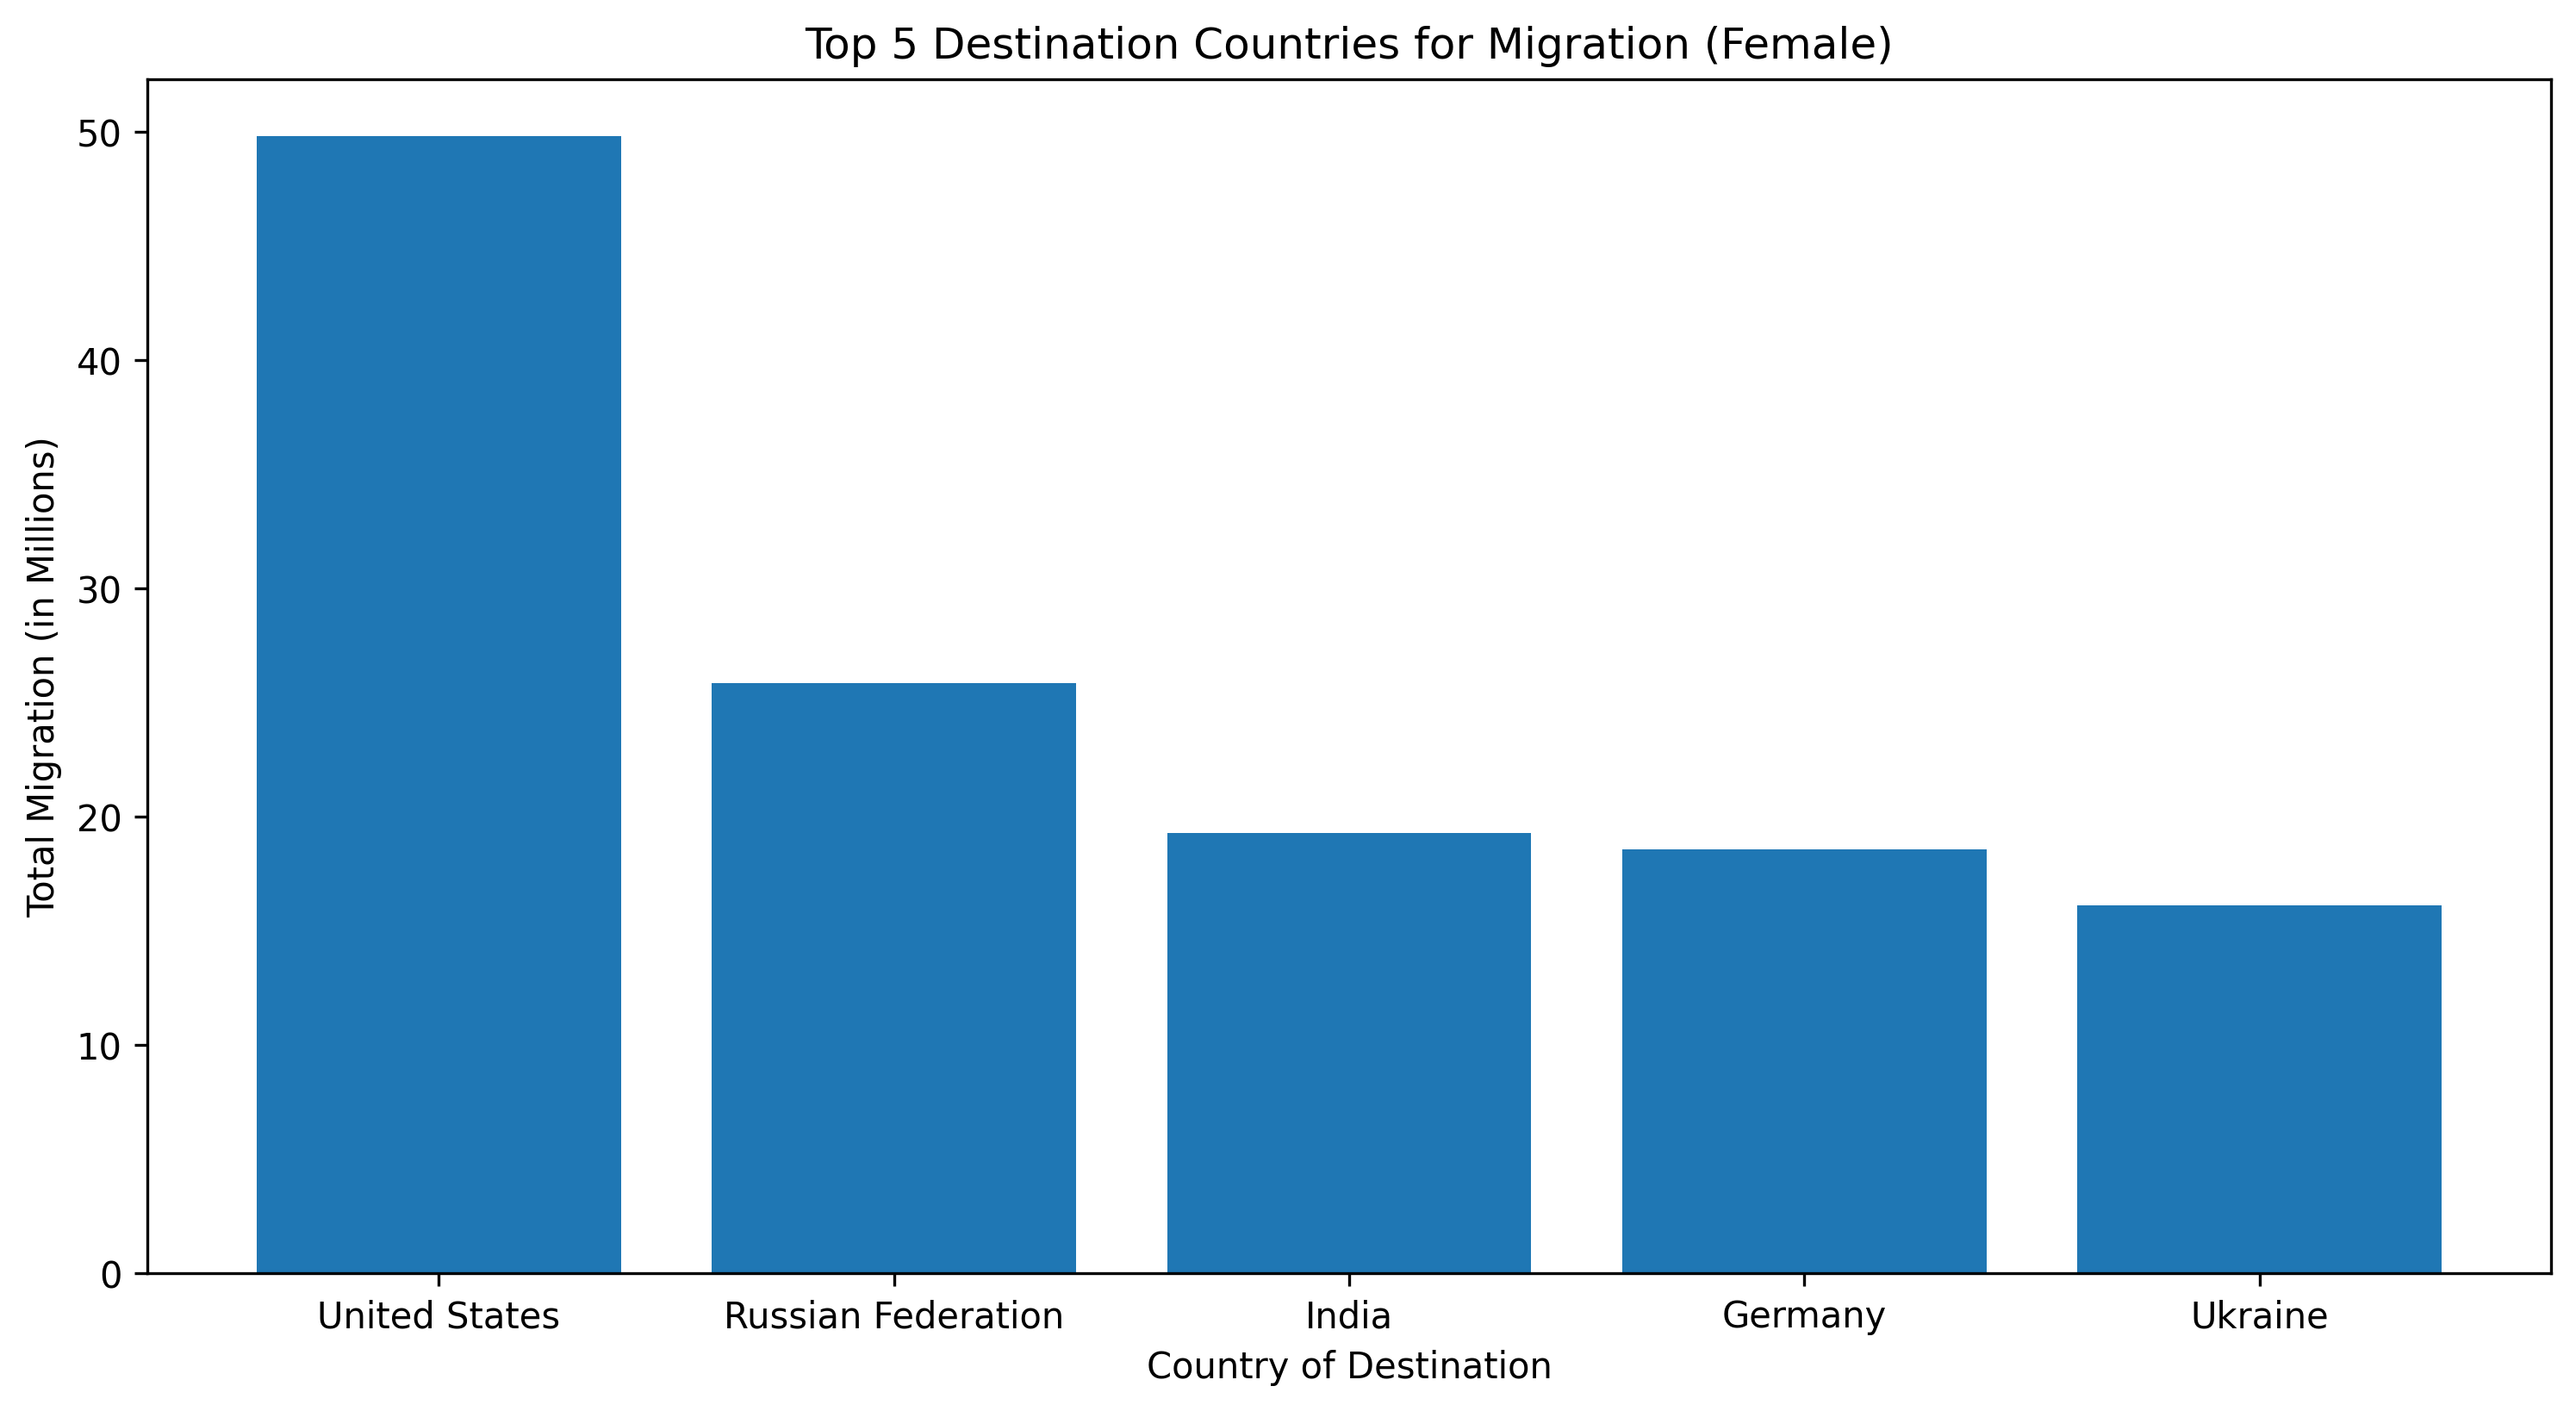 Top 5 Destination Countries for Migration (Female)
Total Migration (in Millions)
50
40
30
20
10
0
United States
Russian Federation
India
Germany
Ukraine
Country of Destination